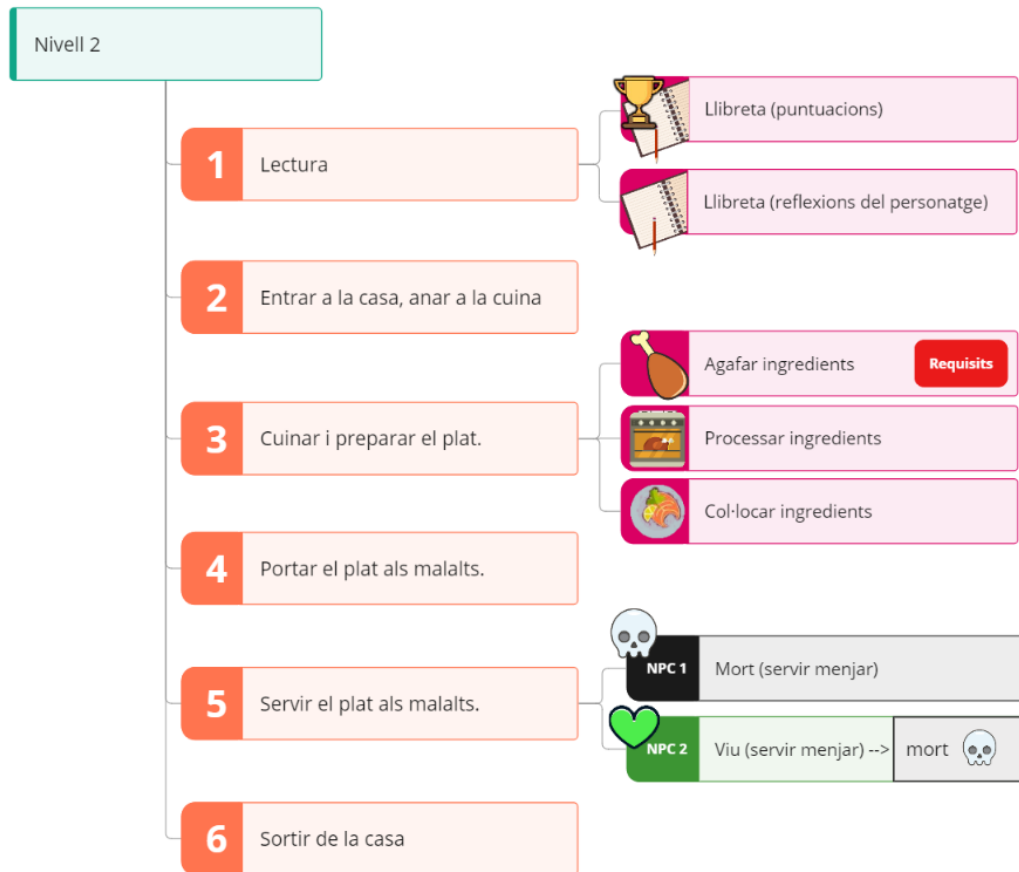 Nivell 2
1
Lectura
Llibreta (puntuacions)
Llibreta (reflexions del personatge)
2
Entrar a la casa, anar a la cuina
3
Cuinar i preparar el plat.
Agafar ingredients
Requisits
Processar ingredients
Col·locar ingredients
4
Portar el plat als malalts.
5
Servir el plat als malalts.
NPC 1
Mort (servir menjar)
NPC 2
Viu (servir menjar) -->
mort
6
Sortir de la casa